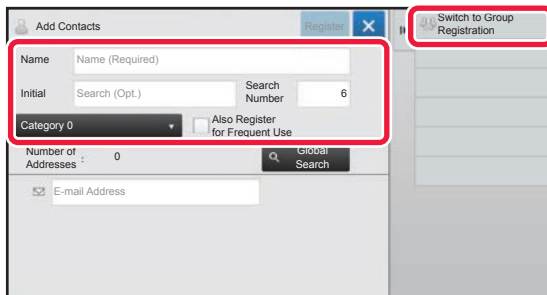 Add Contacts
Register
Switch to Group
Registration
Name
Name (Required)
Initial
Search (Opt.)
Search
Number
6
Category 0
Also Register
for Frequent Use
Number of
Addresses : 0
Global
Search
E-mail Address